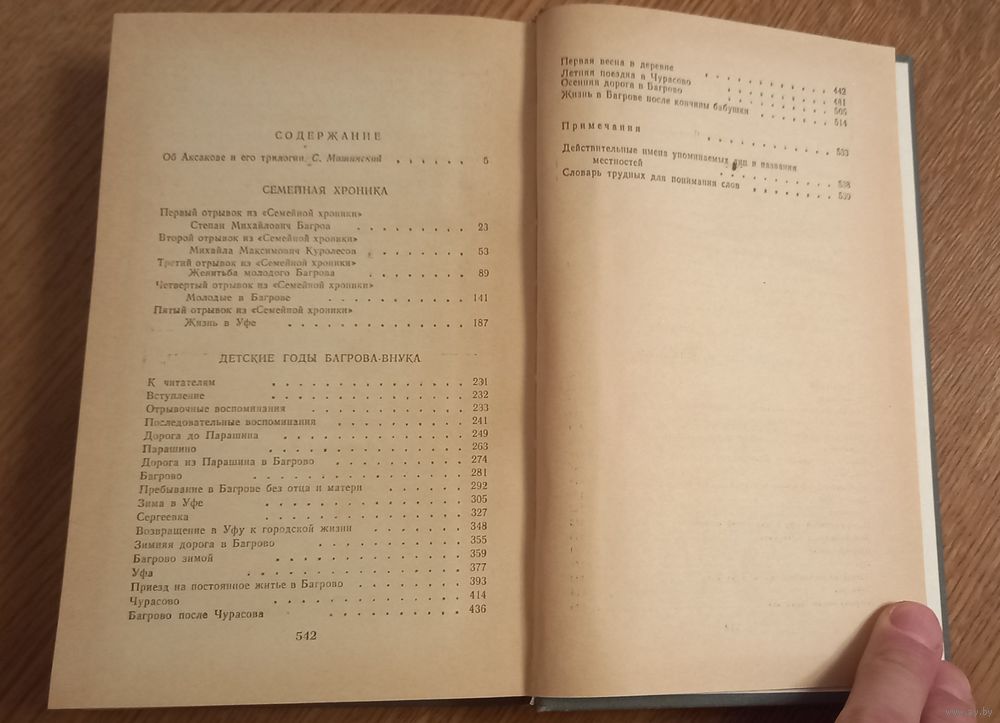 СОДЕРЖАНИЕ
Об Аксакове и его трилогии С. Машинский . . . . . . 5
СЕМЕЙНАЯ ХРОНИКА
Первый отрывок из «Семейной хроники»
Степан Михайлович Багров . . . . . . . . 23
Второй отрывок из «Семейной хроники»
Михайла Максимович Куролесов . . . . . . . 53
Третий отрывок из «Семейной хроники»
Женитьба молодого Багрова . . . . . . . 89
Четвертый отрывок из «Семейной хроники»
Молодые в Багрове . . . . . . . . . 141
Пятый отрывок из «Семейной хроники»
Жизнь в Уфе . . . . . . . . . . . 187
ДЕТСКИЕ ГОДЫ БАГРОВА-ВНУКА
К читателям . . . . . . . . . . . . 231
Вступление . . . . . . . . . . . . 232
Отрывочные воспоминания . . . . . . . . . 233
Последовательные воспоминания . . . . . . . . 241
Дорога до Парашина . . . . . . . . . . . 249
Парашино . . . . . . . . . . . . 263
Дорога из Парашина в Багрово . . . . . . . . 274
Багрово . . . . . . . . . . . . 281
Пребывание в Багрове без отца и матери . . . . . 292
Зима в Уфе . . . . . . . . . . . . 305
Сергеевка . . . . . . . . . . . . 327
Возвращение в Уфу к городской жизни . . . . . . 348
Зимняя дорога в Багрово . . . . . . . . . 355
Багрово зимой . . . . . . . . . . . . 359
Уфа . . . . . . . . . . . . . 377
Приезд на постоянное житье в Багрово . . . . . . . 393
Чурасово . . . . . . . . . . . . 414
Багрово после Чурасова . . . . . . . . . 436
542
Первая весна в деревне . . . . . . . . 442
Летняя поездка в Чурасово . . . . . . . 481
Осенняя дорога в Багрово . . . . . . . 505
Жизнь в Багрове после кончины бабушки . . . . . . 514
Примечания . . . . . . . . 533
Действительные имена упоминаемых лиц и названия
местностей . . . . . . . . 538
Словарь трудных для понимания слов . . . . . . 539
www.ay.by